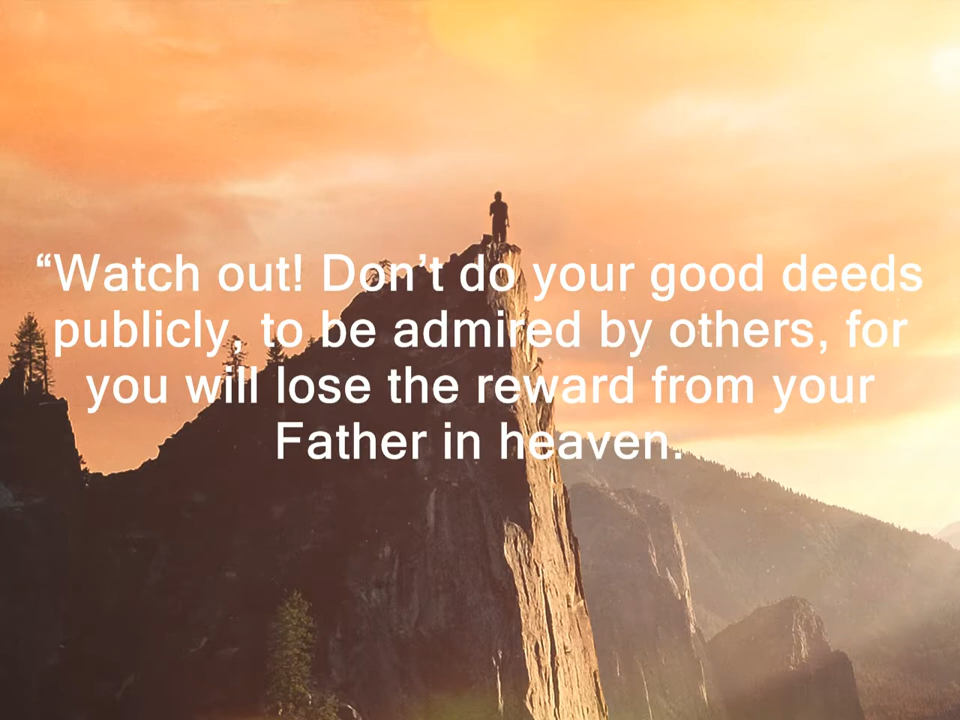 “Watch out! Don’t do your good deeds
publicly, to be admired by others, for
you will lose the reward from your
Father in heaven.